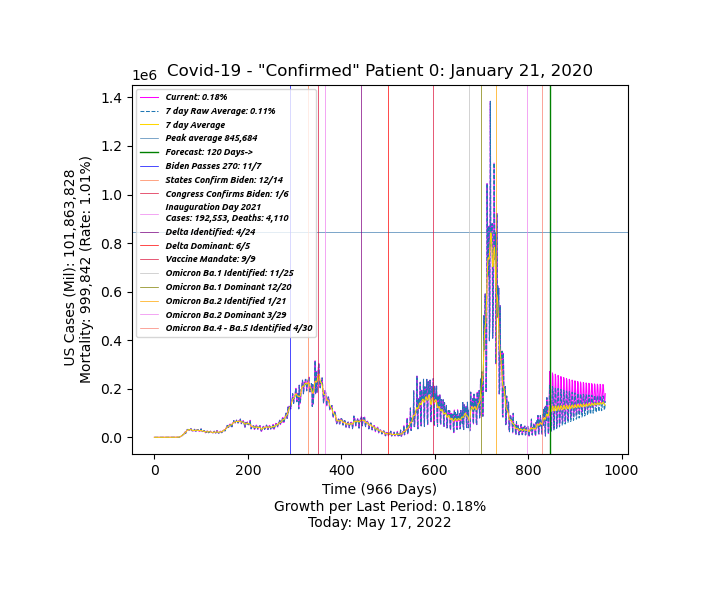 Covid-19 - "Confirmed" Patient 0: January 21, 2020
1e6
1.4
1.2
1.0
0.8
0.6
0.4
0.2
0.0
US Cases (Mil): 101,863,828
Mortality: 999,842 (Rate: 1.01%)
Current: 0.18%
7 day Raw Average: 0.11%
7 day Average
Peak average 845,684
Forecast: 120 Days->
Biden Passes 270: 11/7
States Confirm Biden: 12/14
Congress Confirms Biden: 1/6
Inauguration Day 2021
Cases: 192,553, Deaths: 4,110
Delta Identified: 4/24
Delta Dominant: 6/5
Vaccine Mandate: 9/9
Omicron Ba.1 Identified: 11/25
Omicron Ba.1 Dominant 12/20
Omicron Ba.2 Identified 1/21
Omicron Ba.2 Dominant 3/29
Omicron Ba.4 - Ba.5 Identified 4/30
0 200 400 600 800 1000
Time (966 Days)
Growth per Last Period: 0.18%
Today: May 17, 2022